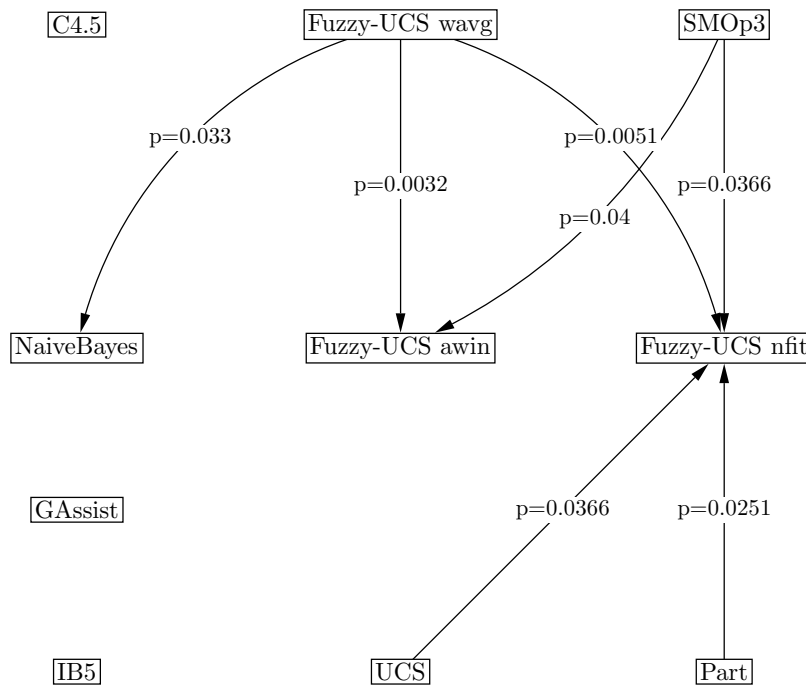 C4.5
Fuzzy-UCS wavg
SMOp3
p=0.033
p=0.0051
p=0.0032
p=0.0366
p=0.04
NaiveBayes
Fuzzy-UCS awin
Fuzzy-UCS nfit
GAssist
p=0.0366
p=0.0251
IB5
UCS
Part